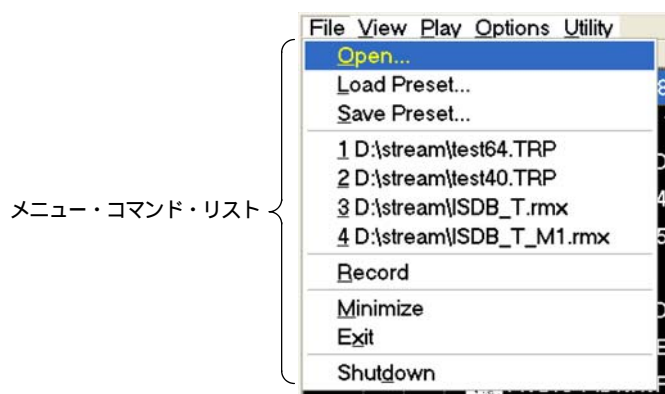 File View Play Options Utility
Open...
Load Preset...
Save Preset...
1 D:\stream\test64.TRP
2 D:\stream\test40.TRP
メニュー・コマンド・リスト
3 D:\stream\ISDB_T.rmx
4 D:\stream\ISDB_T_M1.rmx
Record
Minimize
Exit
Shutdown